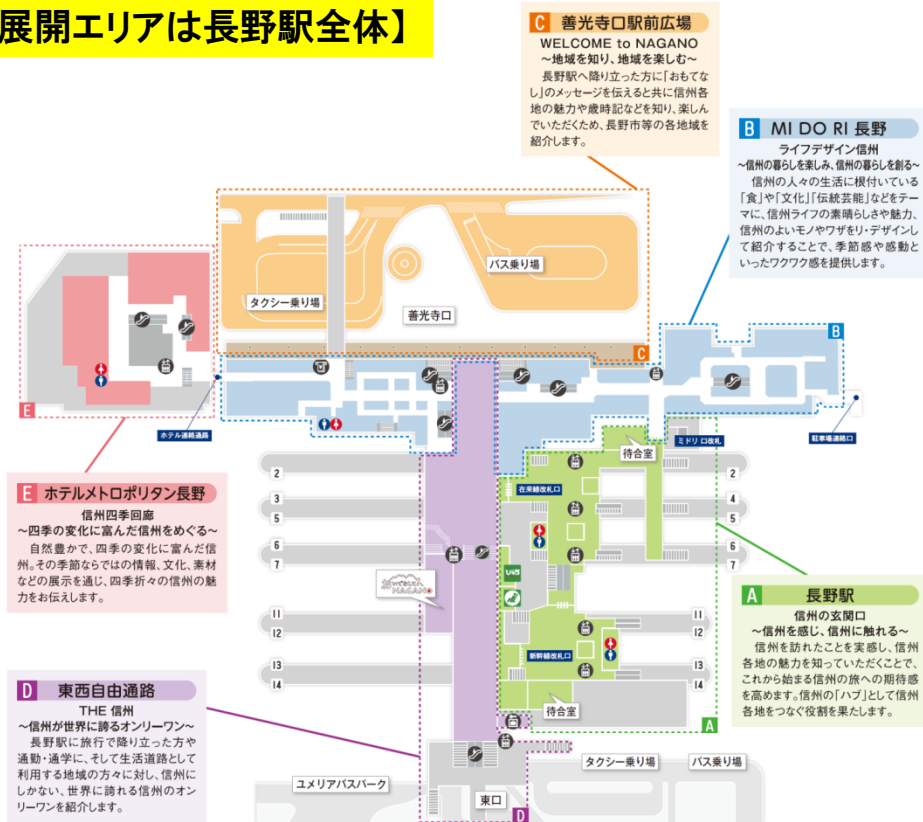 展開エリアは長野駅全体】
C 善光寺口駅前広場
WELCOME to NAGANO
～地域を知り、地域を楽しむ～
長野駅へ降り立った方に「おもてな
し」のメッセージを伝えると共に信州各
地の魅力や歳時記などを知り、楽しん
でいただくため、長野市等の各地域を
紹介します。
B MI DO RI 長野
ライフデザイン信州
～信州の暮らしを楽しみ、信州の暮らしを創る～
信州の人々の生活に根付いている
「食」や「文化」「伝統芸能」などをテー
マに、信州ライフの素晴らしさや魅力、
信州のよいモノやワザをリ・デザインし
て紹介することで、季節感や感動と
いったワクワク感を提供します。
バス乗り場
タクシー乗り場
善光寺口
C
B
E
ホテル連絡通路
駐車場連絡口
ミドリ口改札
待合室
在来線改札口
2
3
5
6
7
11
12
13
14
2
4
5
6
7
11
12
13
14
NAGANO
新幹線改札口
待合室
A
E ホテルメトロポリタン長野
信州四季回廊
～四季の変化に富んだ信州をめぐる～
自然豊かで、四季の変化に富んだ信
州。その季節ならではの情報、文化、素材
などの展示を通じ、四季折々の信州の魅
力をお伝えします。
A 長野駅
信州の玄関口
～信州を感じ、信州に触れる～
信州を訪れたことを実感し、信州
各地の魅力を知っていただくことで、
これから始まる信州の旅への期待感
を高めます。信州の「ハブ」として信州
各地をつなぐ役割を果たします。
D 東西自由通路
THE 信州
～信州が世界に誇るオンリーワン～
長野駅に旅行で降り立った方や
通勤・通学に、そして生活道路として
利用する地域の方々に対し、信州に
しかない、世界に誇れる信州のオン
リーワンを紹介します。
タクシー乗り場
バス乗り場
ユメリアバスパーク
東口
D